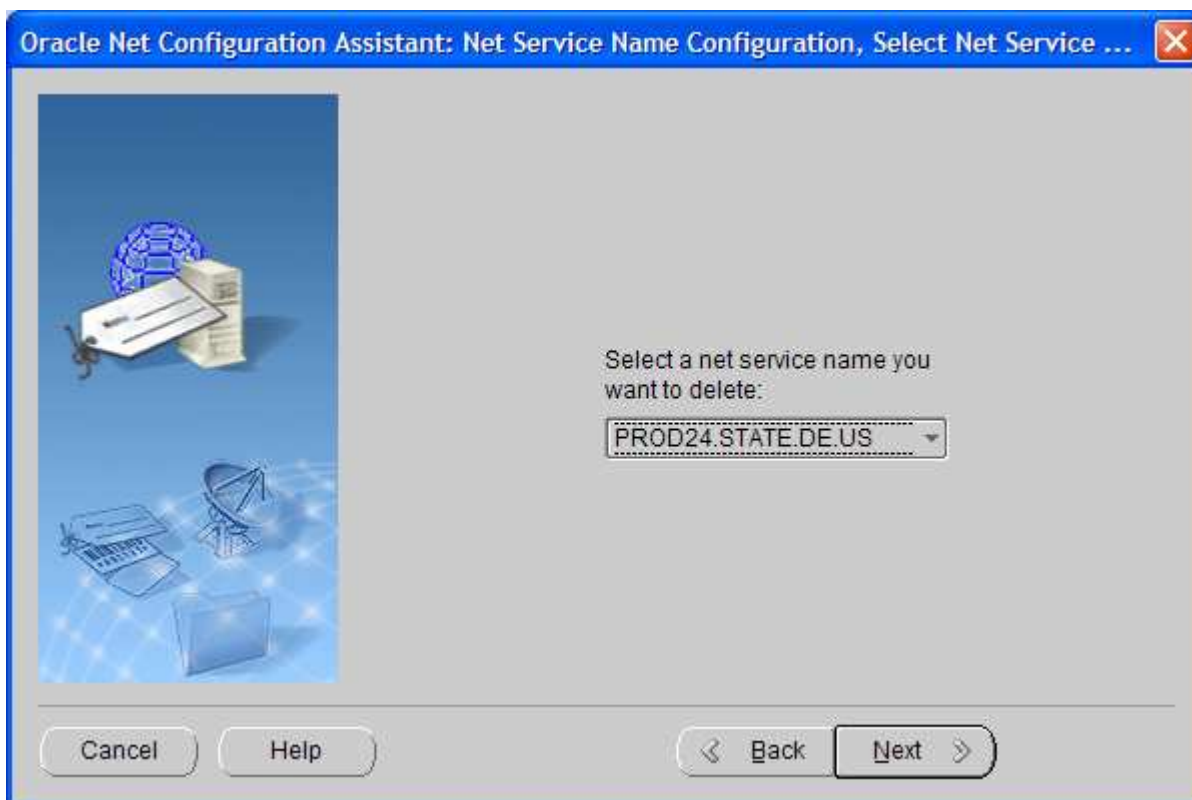 Oracle Net Configuration Assistant: Net Service Name Configuration, Select Net Service ...
Select a net service name you
want to delete:
PROD24.STATE.DE.US
Cancel
Help
Back
Next